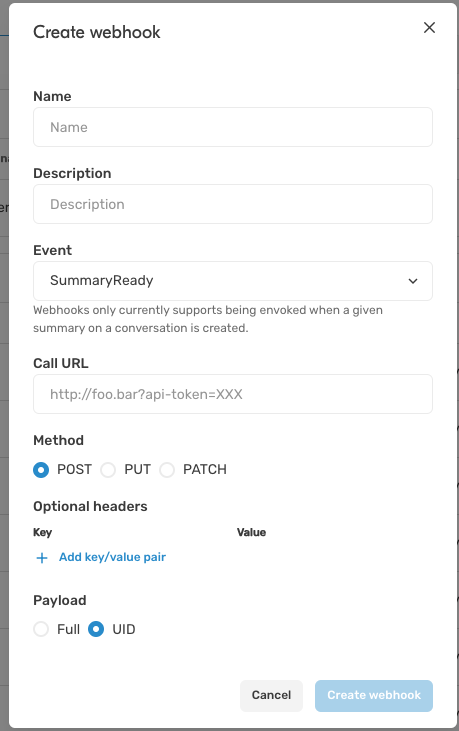 Create webhook
Name
Name
Description
Description
Event
SummaryReady
Webhooks only currently supports being envoked when a given
summary on a conversation is created.
Call URL
http://foo.bar?api-token=XXX
Method
POST PUT PATCH
Optional headers
Key Value
+ Add key/value pair
Payload
Full UID
Cancel Create webhook